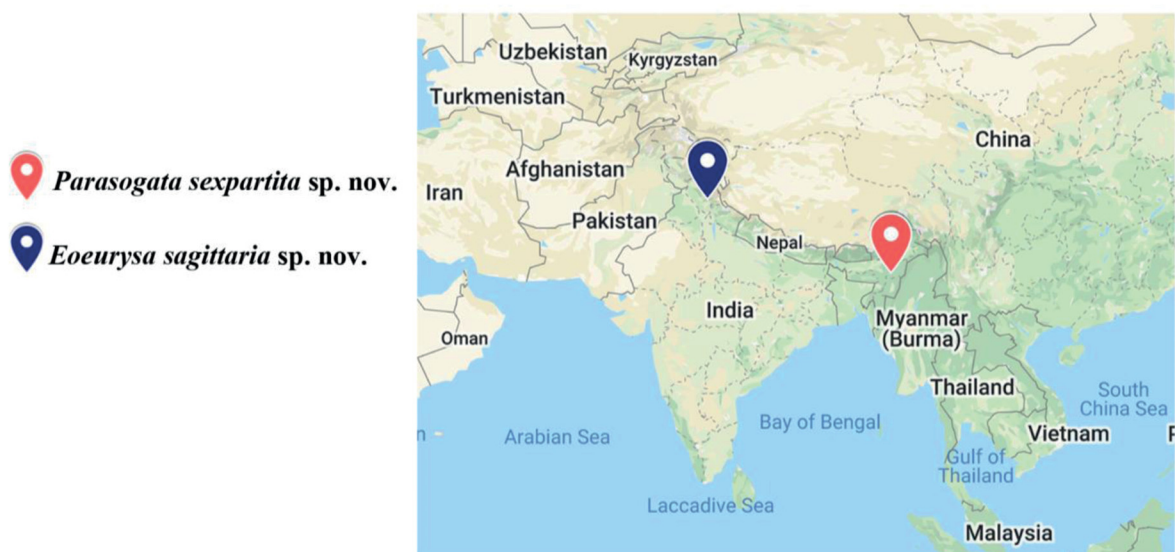 Parasogata sexpartita sp. nov.
Eoeurysa sagittaria sp. nov.
Uzbekistan
Kyrgyzstan
Turkmenistan
China
Afghanistan
Iran
Pakistan
Nepal
India
Oman
Myanmar
(Burma)
Thailand
South
China Sea
Bay of Bengal
Arabian Sea
Vietnam
Gulf of
Thailand
Laccadive Sea
Malaysia